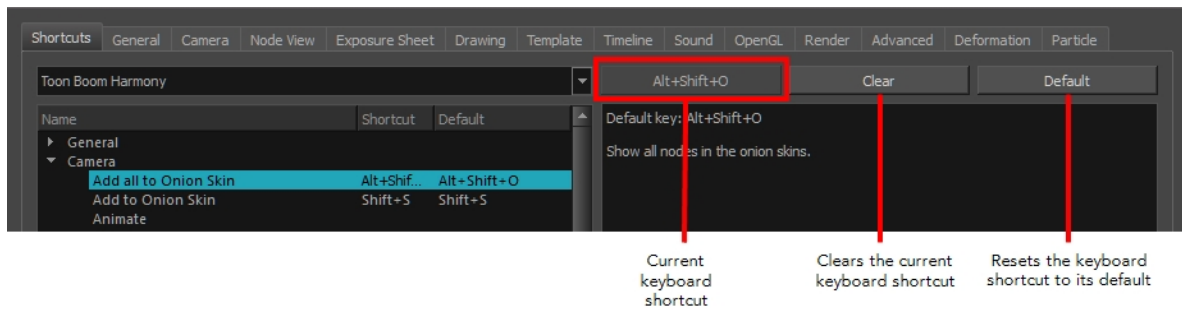 Shortcuts General Camera Node View Exposure Sheet Drawing Template Timeline Sound OpenGL Render Advanced Deformation Particle
Toon Boom Harmony Alt+Shift+O Clear Default
Name Shortcut Default
Default key: Alt+Shift+O
General
Show all nodes in the onion skins.
Camera
Add all to Onion Skin Alt+Shif... Alt+Shift+O
Add to Onion Skin Shift+S Shift+S
Animate
Current
keyboard
shortcut
Clears the current
keyboard shortcut
Resets the keyboard
shortcut to its default